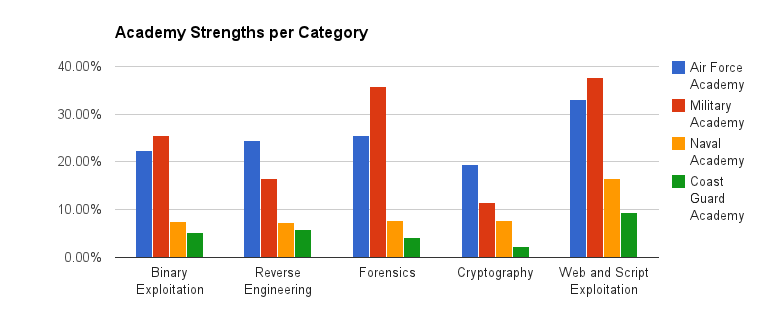 Academy Strengths per Category
40.00%
30.00%
20.00%
10.00%
0.00%
Binary
Exploitation
Reverse
Engineering
Forensics
Cryptography
Web and Script
Exploitation
Air Force
Academy
Military
Academy
Naval
Academy
Coast
Guard
Academy